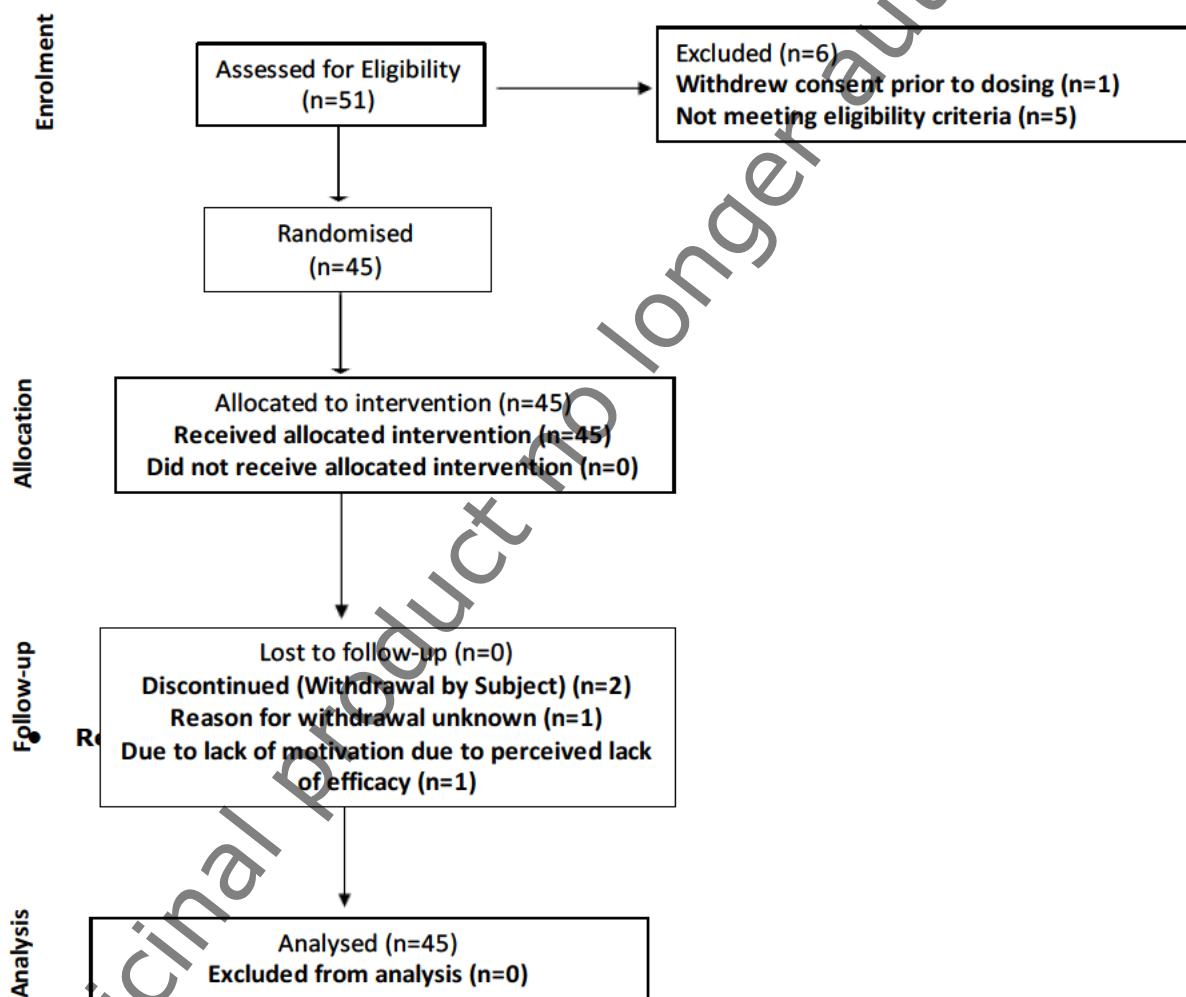 Enrolment
Assessed for Eligibility
(n=51)
Excluded (n=6)
Withdrew consent prior to dosing (n=1)
Not meeting eligibility criteria (n=5)
Randomised
(n=45)
Allocation
Allocated to intervention (n=45)
Received allocated intervention (n=45)
Did not receive allocated intervention (n=0)
Follow-up
Lost to follow-up (n=0)
Discontinued (Withdrawal by Subject) (n=2)
Reason for withdrawal unknown (n=1)
Due to lack of motivation due to perceived lack
of efficacy (n=1)
Analysis
Analysed (n=45)
Excluded from analysis (n=0)
product no longer